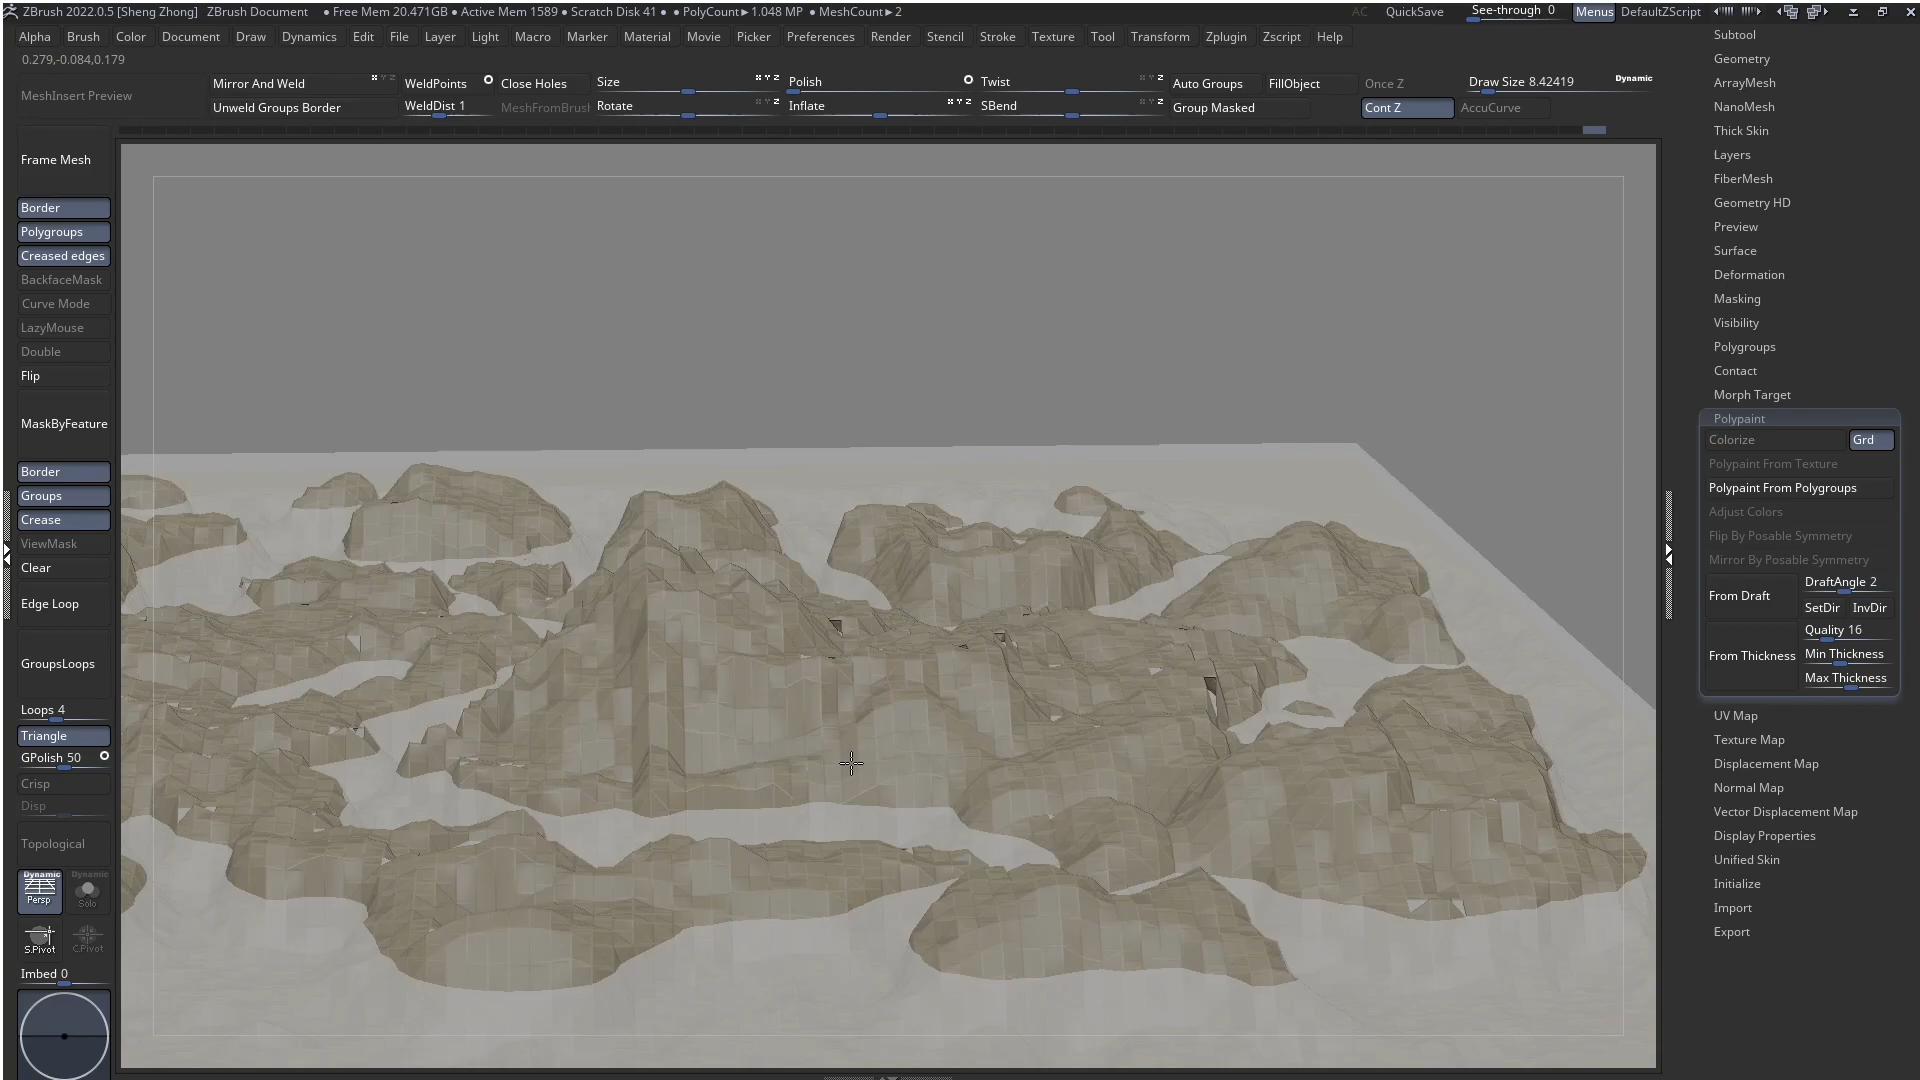 ZBrush 2022.0.5 [Sheng Zhong] ZBrush Document ● Free Mem 20.471GB ● Active Mem 1589 ● Scratch Disk 41 ● ● PolyCount► 1.048 MP ● MeshCount► 2 AC QuickSave See-through 0 Menus DefaultZScript
Alpha Brush Color Document Draw Dynamics Edit File Layer Light Macro Marker Material Movie Picker Preferences Render Stencil Stroke Texture Tool Transform Zplugin Zscript Help
0.279,-0.084,0.179
MeshInsert Preview
Mirror And Weld WeldPoints Close Holes Size Polish Twist Auto Groups FillObject Once Z Draw Size 8.42419 Dynamic
Unweld Groups Border WeldDist 1 MeshFromBrush Rotate Inflate SBend Group Masked Cont Z AccuCurve
Frame Mesh
Border
Polygroups
Creased edges
BackfaceMask
Curve Mode
LazyMouse
Double
Flip
MaskByFeature
Border
Groups
Crease
ViewMask
Clear
Edge Loop
GroupsLoops
Loops 4
Triangle
GPolish 50
Crisp
Disp
Topological
Dynamic Dynamic
Persp Solo
S.Pivot C.Pivot
Imbed 0
Subtool
Geometry
ArrayMesh
NanoMesh
Thick Skin
Layers
FiberMesh
Geometry HD
Preview
Surface
Deformation
Masking
Visibility
Polygroups
Contact
Morph Target
Polypaint
Colorize Grd
Polypaint From Texture
Polypaint From Polygroups
Adjust Colors
Flip By Posable Symmetry
Mirror By Posable Symmetry
From Draft DraftAngle 2
SetDir InvDir
Quality 16
From Thickness Min Thickness
Max Thickness
UV Map
Texture Map
Displacement Map
Normal Map
Vector Displacement Map
Display Properties
Unified Skin
Initialize
Import
Export